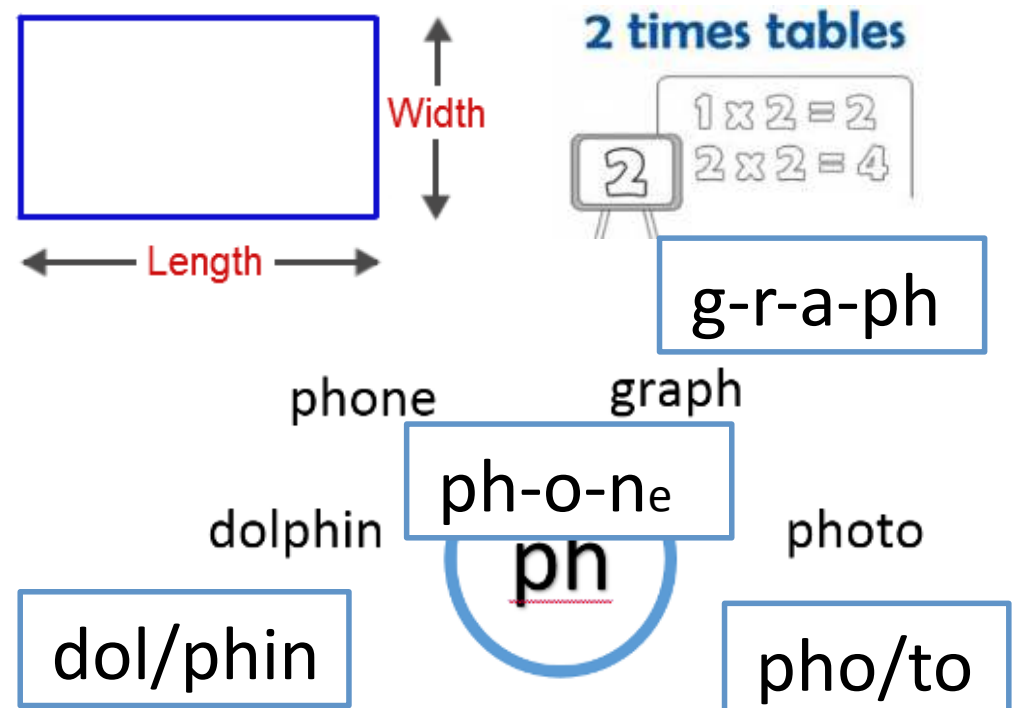 2 times tables
Width
1 x 2 = 2
2 x 2 = 4
2
Length
g-r-a-ph
phone
graph
ph-o-ne
dolphin
photo
ph
dol/phin
pho/to